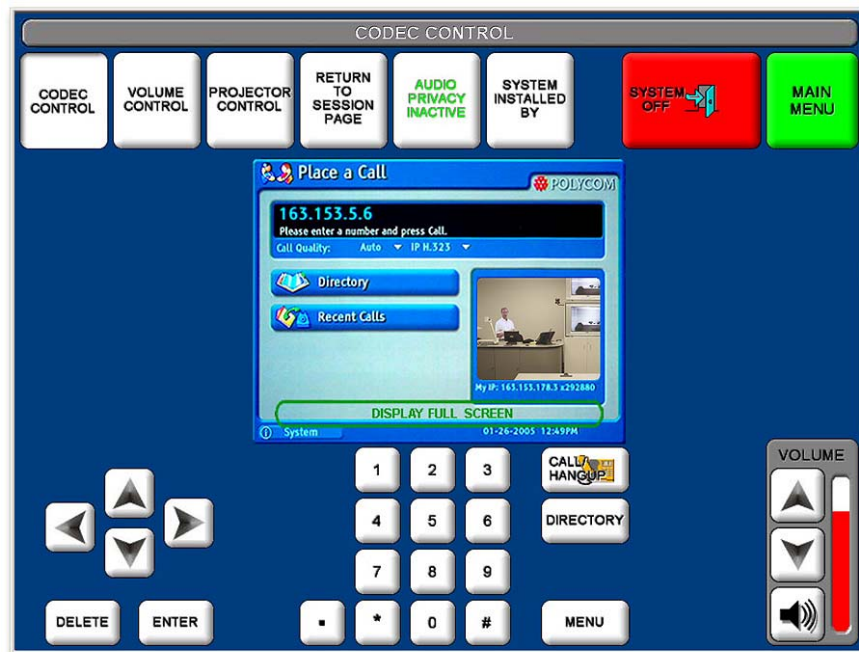 CODEC CONTROL
CODEC
CONTROL
VOLUME
CONTROL
PROJECTOR
CONTROL
RETURN
TO
SESSION
PAGE
AUDIO
PRIVACY
INACTIVE
SYSTEM
INSTALLED
BY
SYSTEM
OFF
MAIN
MENU
Place a Call
POLYCOM
163.153.5.6
Please enter a number and press Call.
Call Quality: Auto IP H.323
Directory
Recent Calls
My IP: 163.153.178.3 x292880
DISPLAY FULL SCREEN
System 01-26-2005 12:49PM
1 2 3
CALL/
HANGUP
4 5 6
DIRECTORY
7 8 9
DELETE
ENTER
. * 0 #
MENU
VOLUME